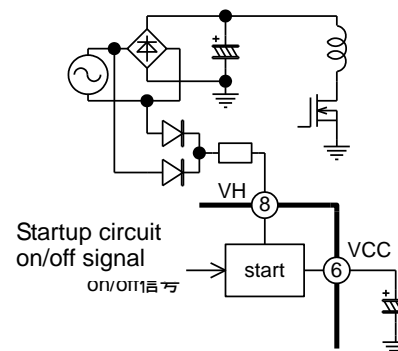 VH
8
Startup circuit
VCC
on/off signal
on/off信号
start
6
+
+